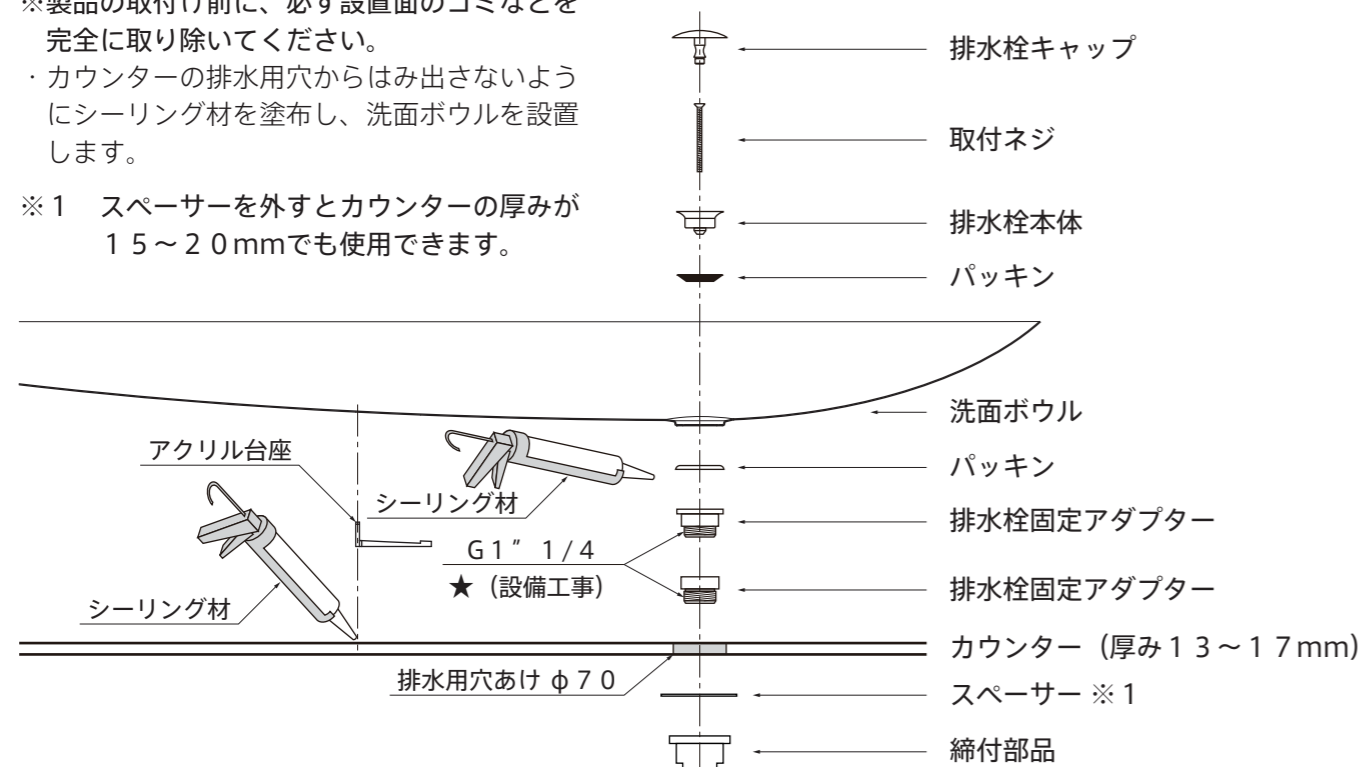 ※製品の取付け前に、必ず設置面のゴミなどを
完全に取り除いてください。
・カウンターの排水用穴からはみ出さないよう
にシーリング材を塗布し、洗面ボウルを設置
します。
※１　スペーサーを外すとカウンターの厚みが
１５～２０mmでも使用できます。
排水栓キャップ
取付ネジ
排水栓本体
パッキン
洗面ボウル
パッキン
アクリル台座
シーリング材
排水栓固定アダプター
G１″１/４
★（設備工事）
排水栓固定アダプター
シーリング材
カウンター（厚み１３～１７mm）
排水用穴あけφ７０
スペーサー※１
締付部品